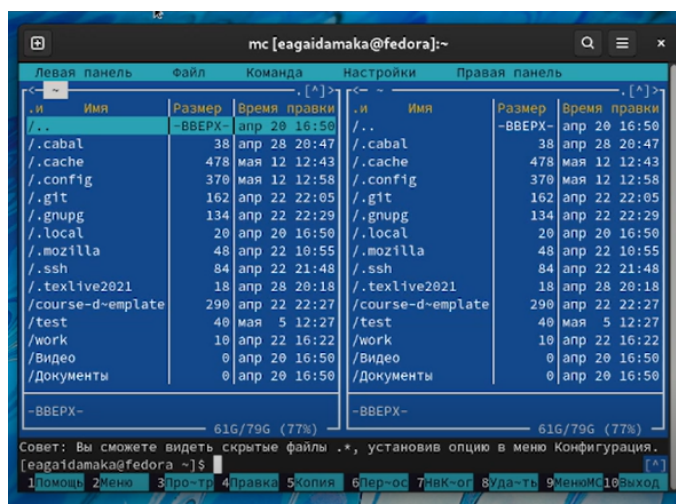 mc [eagaidamaka@fedora]:~
Левая панель Файл Команда Настройки Правая панель
<– ~ .[^]> <– ~ .[^]>
.и Имя Размер Время правки .и Имя Размер Время правки
/.. -ВВЕРХ- апр 20 16:50 /.. -ВВЕРХ- апр 20 16:50
/.cabal 38 апр 28 20:47 /.cabal 38 апр 28 20:47
/.cache 478 мая 12 12:43 /.cache 478 мая 12 12:43
/.config 370 мая 12 12:58 /.config 370 мая 12 12:58
/.git 162 апр 22 22:05 /.git 162 апр 22 22:05
/.gnupg 134 апр 22 22:29 /.gnupg 134 апр 22 22:29
/.local 20 апр 20 16:50 /.local 20 апр 20 16:50
/.mozilla 48 апр 22 10:55 /.mozilla 48 апр 22 10:55
/.ssh 84 апр 22 21:48 /.ssh 84 апр 22 21:48
/.texlive2021 18 апр 28 20:18 /.texlive2021 18 апр 28 20:18
/course-d~emplate 290 апр 22 22:27 /course-d~emplate 290 апр 22 22:27
/test 40 мая 5 12:27 /test 40 мая 5 12:27
/work 10 апр 22 16:22 /work 10 апр 22 16:22
/Видео 0 апр 20 16:50 /Видео 0 апр 20 16:50
/Документы 0 апр 20 16:50 /Документы 0 апр 20 16:50
-ВВЕРХ- -ВВЕРХ-
61G/79G (77%) 61G/79G (77%)
Совет: Вы сможете видеть скрытые файлы .*, установив опцию в меню Конфигурация.
[eagaidamaka@fedora ~]$ [^]
1Помощь 2Меню 3Про~тр 4Правка 5Копия 6Пер~ос 7НвК~ог 8Уда~ть 9МенюMC 10Выход